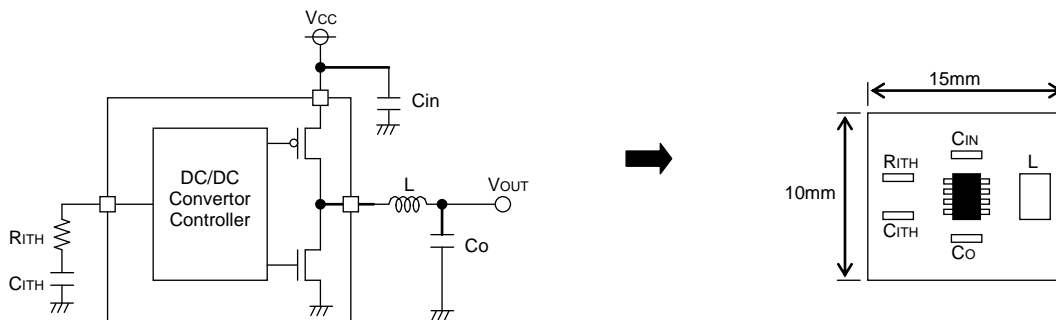 VCC
Cin
DC/DC
Convertor
Controller
L
VOUT
RITH
CITH
Co
15mm
10mm
CIN
RITH
L
CITH
CO